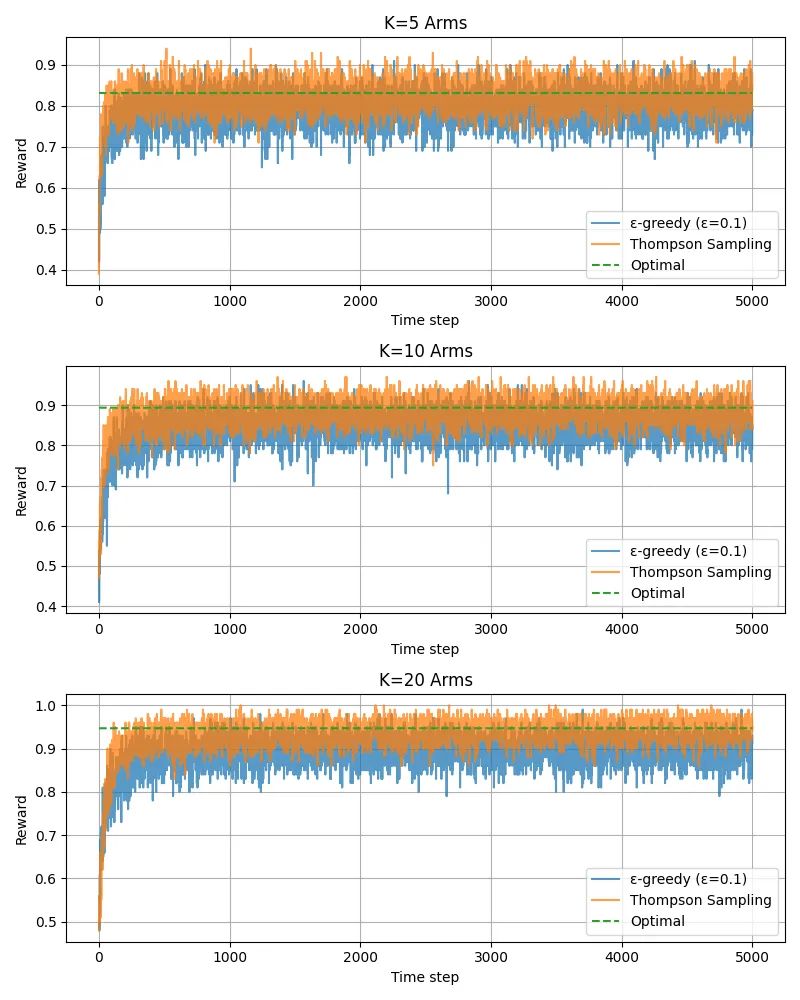 K=5 Arms
0.9
0.8
0.7
0.6
0.5
0.4
Reward
ε-greedy (ε=0.1)
Thompson Sampling
Optimal
0 1000 2000 3000 4000 5000
Time step
K=10 Arms
0.9
0.8
0.7
0.6
0.5
0.4
Reward
ε-greedy (ε=0.1)
Thompson Sampling
Optimal
0 1000 2000 3000 4000 5000
Time step
K=20 Arms
1.0
0.9
0.8
0.7
0.6
0.5
Reward
ε-greedy (ε=0.1)
Thompson Sampling
Optimal
0 1000 2000 3000 4000 5000
Time step